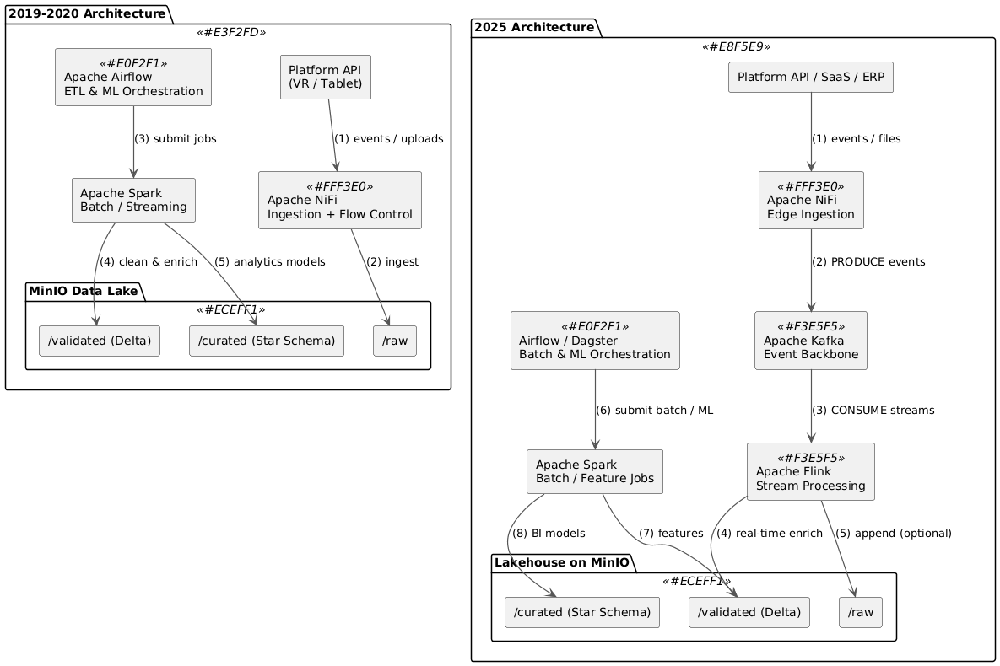 2019-2020 Architecture
«#E3F2FD»
«#E0F2F1»
Apache Airflow
ETL & ML Orchestration
Platform API
(VR / Tablet)
(3) submit jobs
(1) events / uploads
Apache Spark
Batch / Streaming
«#FFF3E0»
Apache NiFi
Ingestion + Flow Control
(4) clean & enrich
(5) analytics models
(2) ingest
MinIO Data Lake
«#ECEFF1»
/validated (Delta)
/curated (Star Schema)
/raw
2025 Architecture
«#E8F5E9»
Platform API / SaaS / ERP
(1) events / files
«#FFF3E0»
Apache NiFi
Edge Ingestion
(2) PRODUCE events
«#E0F2F1»
Airflow / Dagster
Batch & ML Orchestration
«#F3E5F5»
Apache Kafka
Event Backbone
(6) submit batch / ML
(3) CONSUME streams
Apache Spark
Batch / Feature Jobs
«#F3E5F5»
Apache Flink
Stream Processing
(8) BI models
(7) features
(4) real-time enrich
(5) append (optional)
Lakehouse on MinIO
«#ECEFF1»
/curated (Star Schema)
/validated (Delta)
/raw